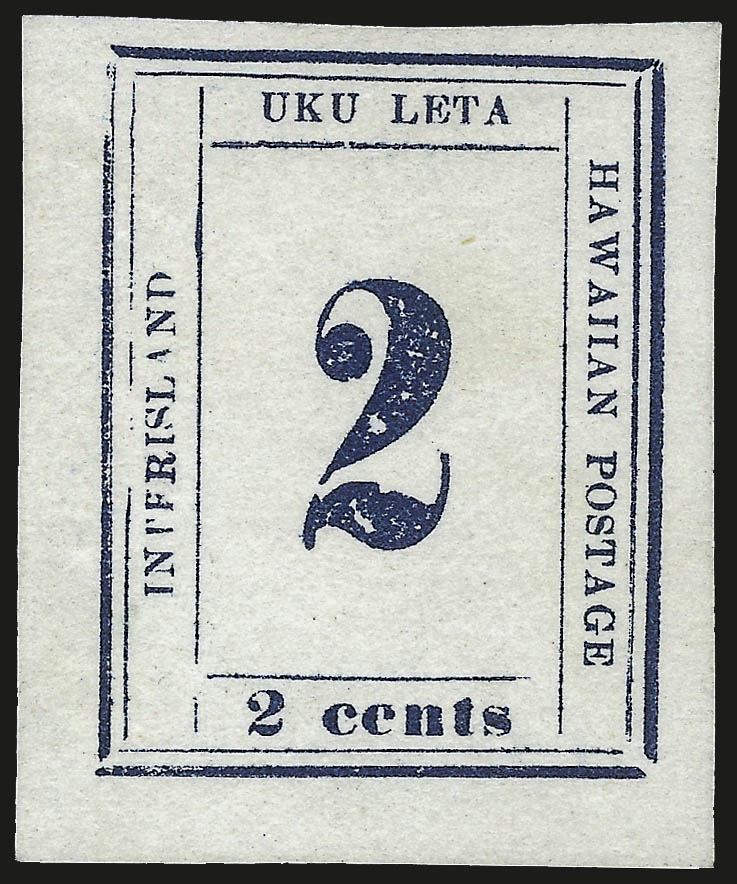 UKU LETA
INTERISLAND
HAWAIIAN POSTAGE
2
2 cents